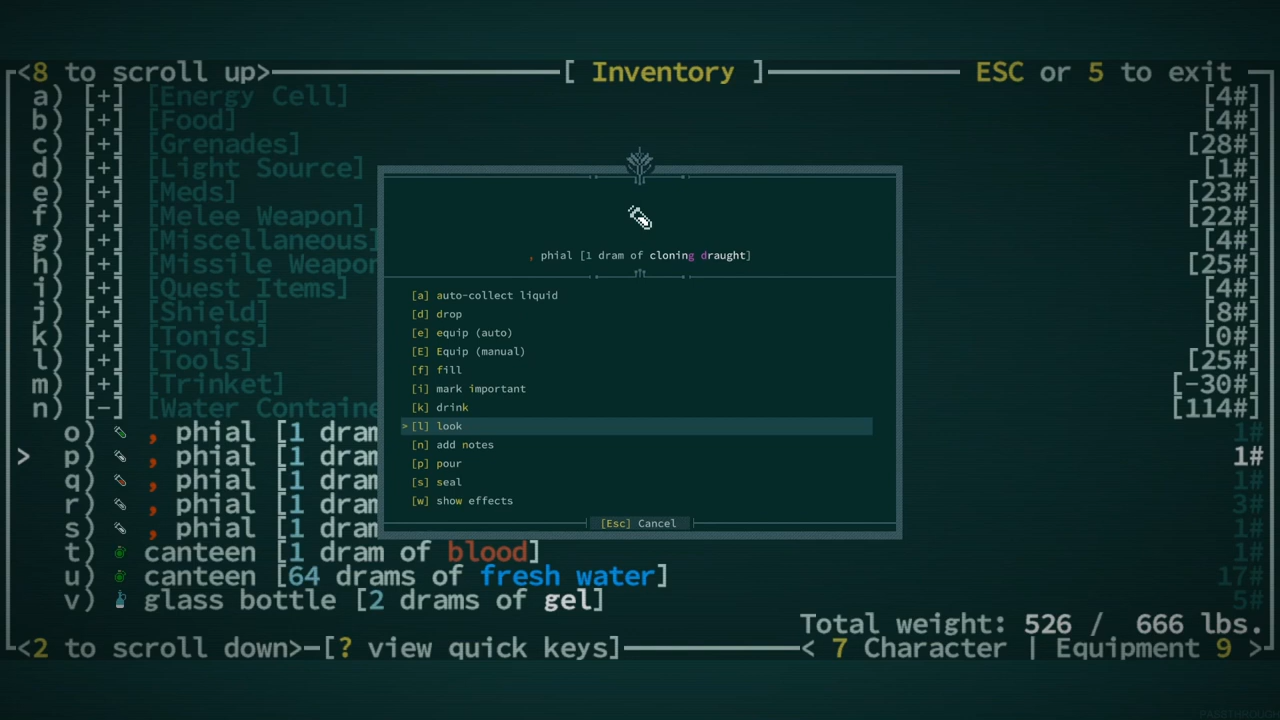 <8 to scroll up> [ Inventory ] ESC or 5 to exit
a) [+] [Energy Cell] [4#]
b) [+] [Food] [4#]
c) [+] [Grenades] [28#]
d) [+] [Light Source] [1#]
e) [+] [Meds] [23#]
f) [+] [Melee Weapon] [22#]
g) [+] [Miscellaneous] [4#]
h) [+] [Missile Weapon [25#]
i) [+] [Quest Items] [4#]
j) [+] [Shield] [8#]
k) [+] [Tonics] [0#]
l) [+] [Tools] [25#]
m) [+] [Trinket] [-30#]
n) [-] [Water Containe [114#]
o) , phial [1 dram 1#
> p) , phial [1 dram 1#
q) , phial [1 dram 1#
r) , phial [1 dram 3#
s) , phial [1 dram 1#
t) canteen [1 dram of blood] 1#
u) canteen [64 drams of fresh water] 17#
v) glass bottle [2 drams of gel] 5#
Total weight: 526 / 666 lbs.
<2 to scroll down> [? view quick keys] < 7 Character | Equipment 9 >
, phial [1 dram of cloning draught]
[a] auto-collect liquid
[d] drop
[e] equip (auto)
[E] Equip (manual)
[f] fill
[i] mark important
[k] drink
> [l] look
[n] add notes
[p] pour
[s] seal
[w] show effects
[Esc] Cancel